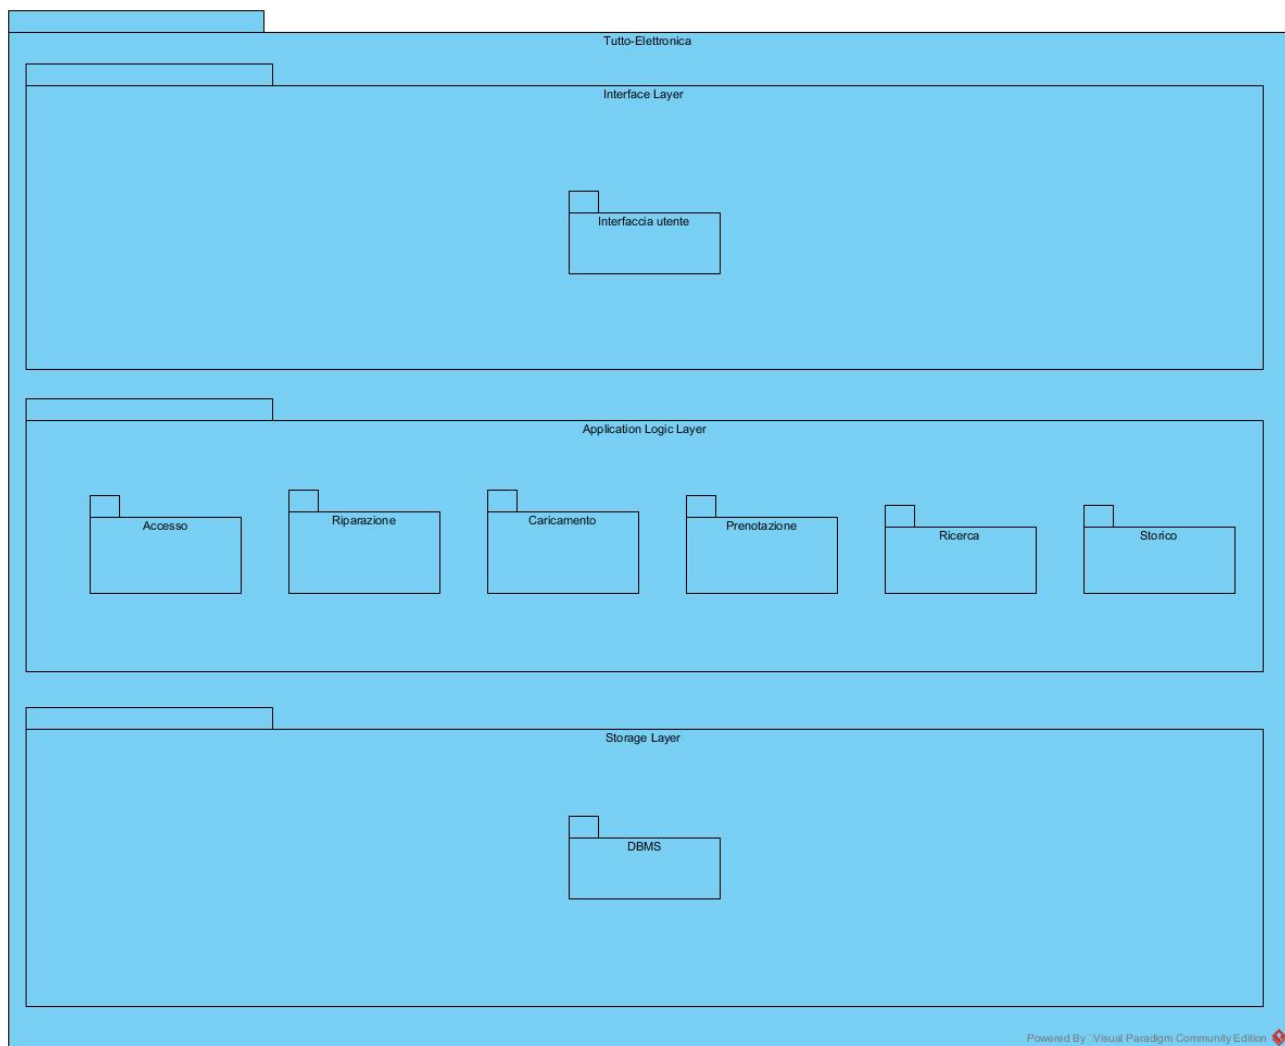 Tutto-Elettronica
Interface Layer
Interfaccia utente
Application Logic Layer
Accesso
Riparazione
Caricamento
Prenotazione
Ricerca
Storico
Storage Layer
DBMS
Powered By Visual Paradigm Community Edition